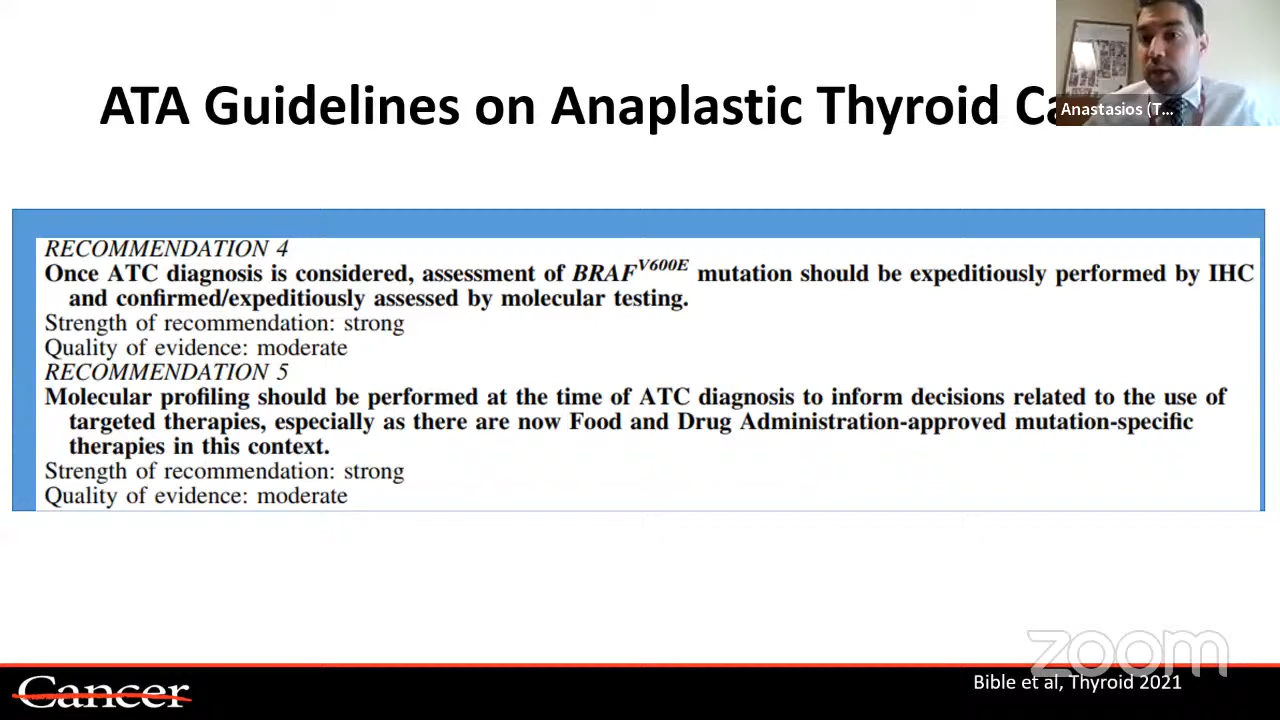 ATA Guidelines on Anaplastic Thyroid Ca
Anastasios (T...
RECOMMENDATION 4
Once ATC diagnosis is considered, assessment of BRAFV600E mutation should be expeditiously performed by IHC
and confirmed/expeditiously assessed by molecular testing.
Strength of recommendation: strong
Quality of evidence: moderate
RECOMMENDATION 5
Molecular profiling should be performed at the time of ATC diagnosis to inform decisions related to the use of
targeted therapies, especially as there are now Food and Drug Administration-approved mutation-specific
therapies in this context.
Strength of recommendation: strong
Quality of evidence: moderate
zoom
Cancer
Bible et al, Thyroid 2021